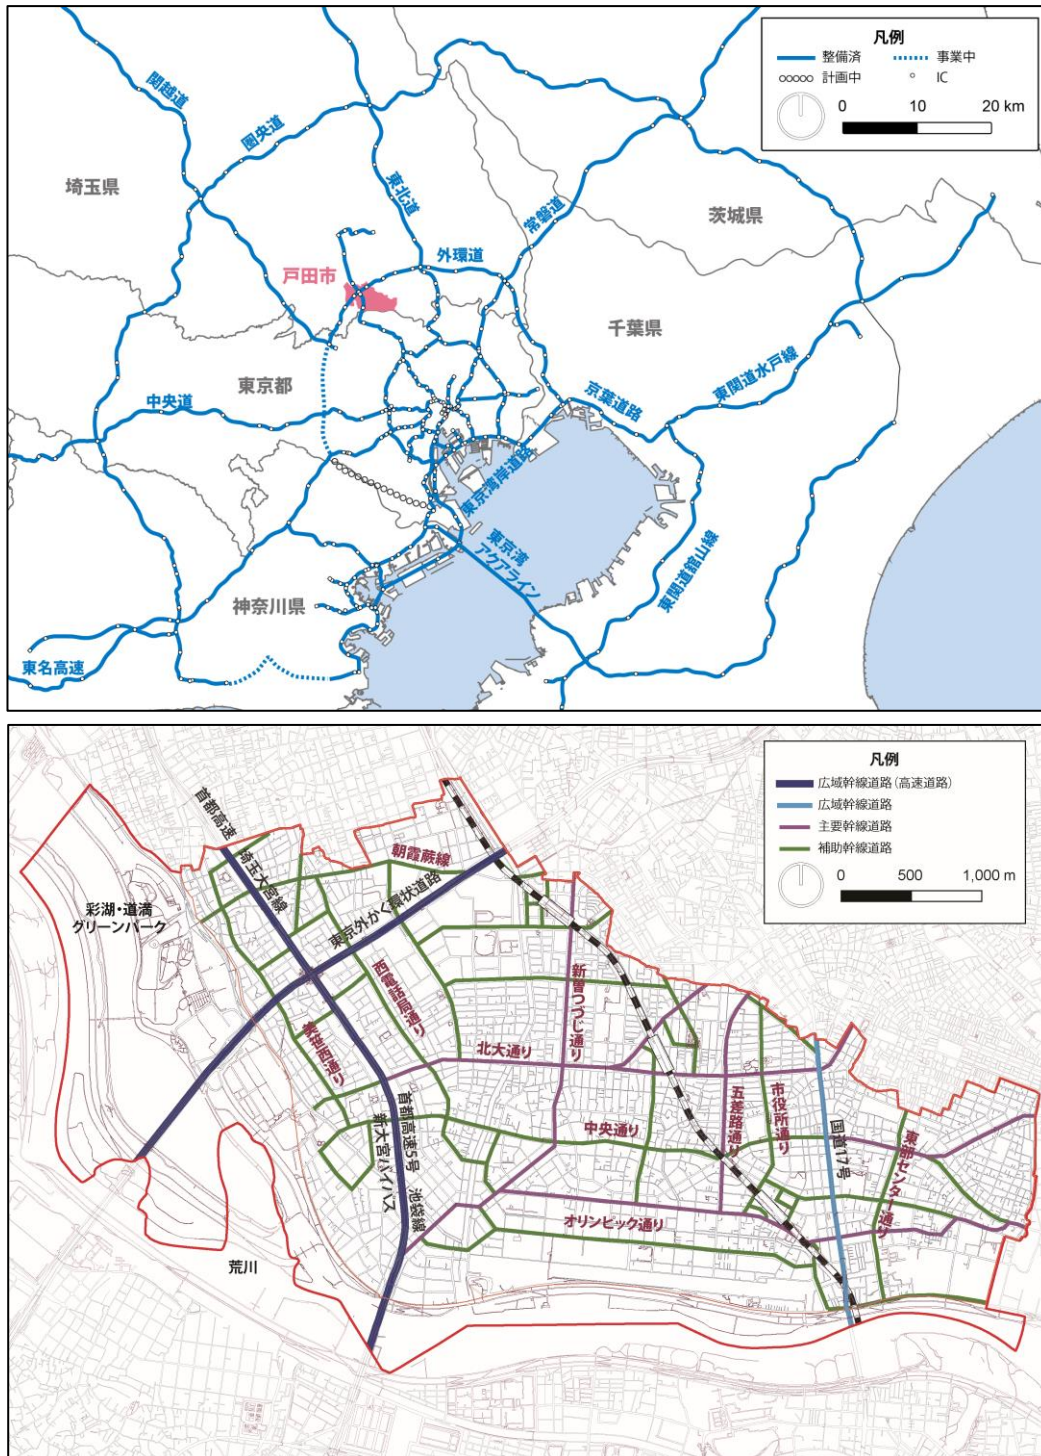 凡例
整備済
事業中
計画中
IC
0 10 20 km
関越道
圏央道
東北道
埼玉県
常磐道
茨城県
外環道
戸田市
千葉県
東京都
中央道
東関道水戸線
京葉道路
東京湾岸道路
東京湾
アクアライン
東関道舘山線
神奈川県
東名高速
凡例
広域幹線道路(高速道路)
広域幹線道路
主要幹線道路
補助幹線道路
0 500 1,000 m
首都高速 埼玉大宮線
朝霞蕨線
東京外かく環状道路
彩湖・道満
グリーンパーク
西電話局通り
新曽つつじ通り
美笹西通り
北大通り
五差路通り
市役所通り
中央通り
国道17号
東部センター通り
首都高速5号 池袋線
新大宮バイパス
オリンピック通り
荒川